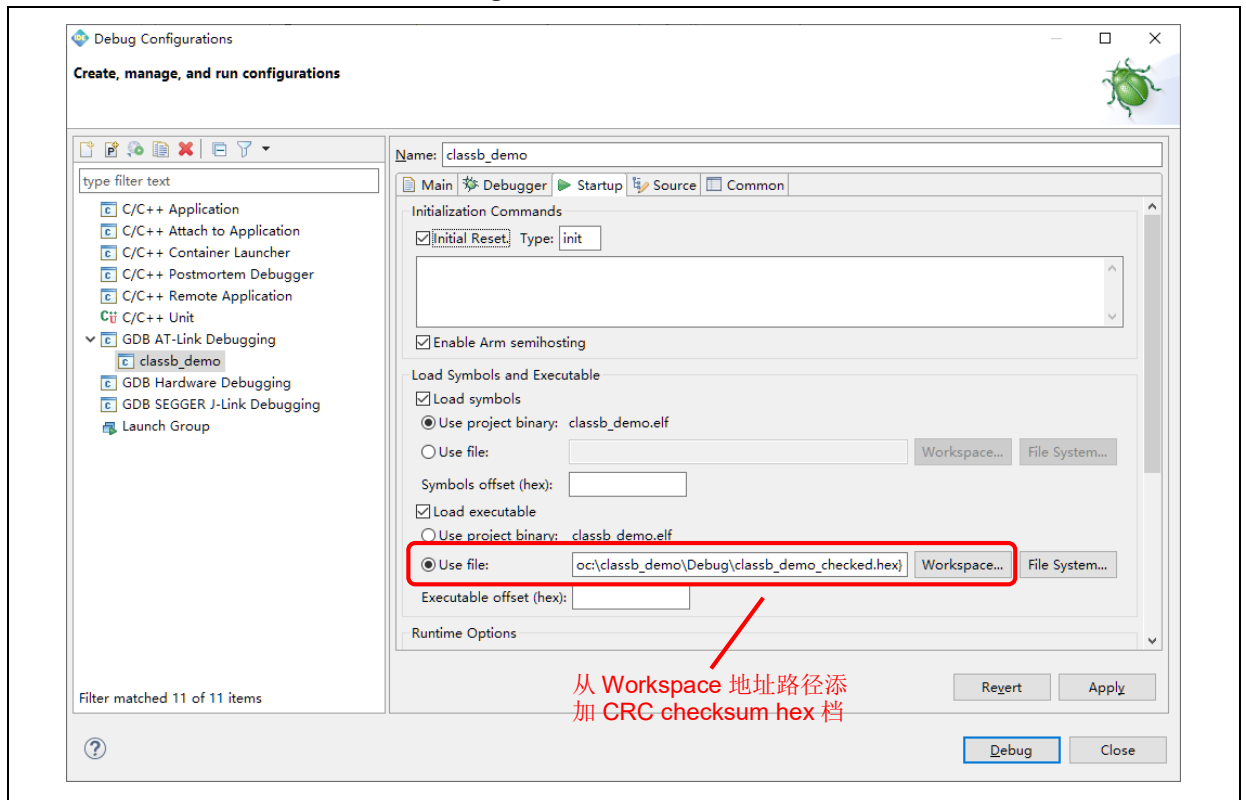 Debug Configurations
Create, manage, and run configurations
type filter text
C/C++ Application
C/C++ Attach to Application
C/C++ Container Launcher
C/C++ Postmortem Debugger
C/C++ Remote Application
C/C++ Unit
GDB AT-Link Debugging
classb_demo
GDB Hardware Debugging
GDB SEGGER J-Link Debugging
Launch Group
Filter matched 11 of 11 items
Name: classb_demo
Main Debugger Startup Source Common
Initialization Commands
Initial Reset. Type: init
Enable Arm semihosting
Load Symbols and Executable
Load symbols
Use project binary: classb_demo.elf
Use file: Workspace... File System...
Symbols offset (hex):
Load executable
Use project binary: classb_demo.elf
Use file: oc:\classb_demo\Debug\classb_demo_checked.hex} Workspace... File System...
Executable offset (hex):
Runtime Options
从 Workspace 地址路径添
加 CRC checksum hex 档
Revert Apply
Debug Close